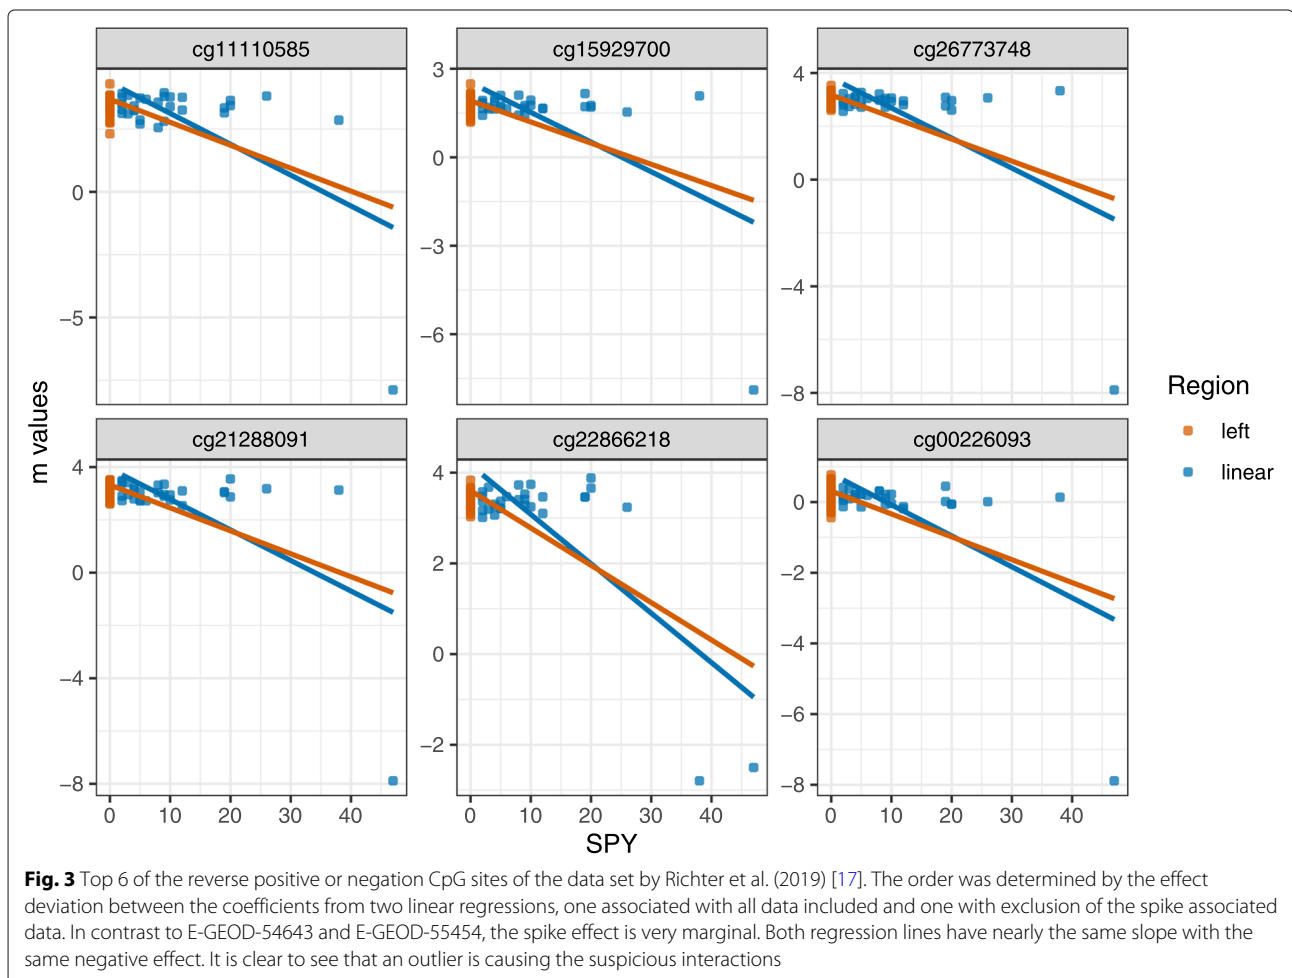 cg11110585
cg15929700
cg26773748
0
−5
3
0
−3
−6
4
0
−4
−8
m values
cg21288091
cg22866218
cg00226093
4
0
−4
−8
4
2
0
−2
0
−2
−4
−6
−8
0 10 20 30 40
0 10 20 30 40
0 10 20 30 40
SPY
Region
left
linear
Fig. 3 Top 6 of the reverse positive or negation CpG sites of the data set by Richter et al. (2019) [17]. The order was determined by the effect
deviation between the coefficients from two linear regressions, one associated with all data included and one with exclusion of the spike associated
data. In contrast to E-GEOD-54643 and E-GEOD-55454, the spike effect is very marginal. Both regression lines have nearly the same slope with the
same negative effect. It is clear to see that an outlier is causing the suspicious interactions